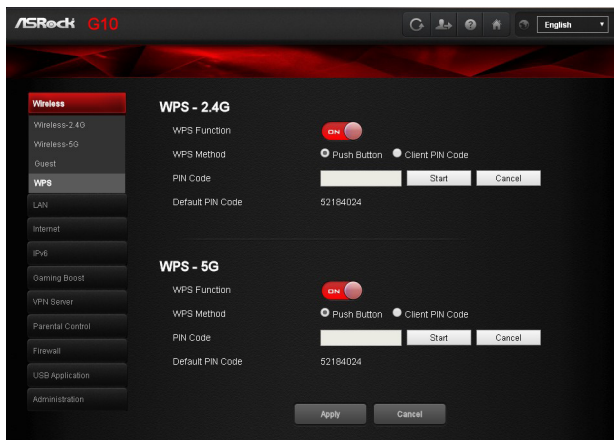 ASRock G10
English
Wireless
Wireless-2.4G
Wireless-5G
Guest
WPS
LAN
Internet
IPv6
Gaming Boost
VPN Server
Parental Control
Firewall
USB Application
Administration
WPS - 2.4G
WPS Function ON
WPS Method Push Button Client PIN Code
PIN Code Start Cancel
Default PIN Code 52184024
WPS - 5G
WPS Function ON
WPS Method Push Button Client PIN Code
PIN Code Start Cancel
Default PIN Code 52184024
Apply Cancel